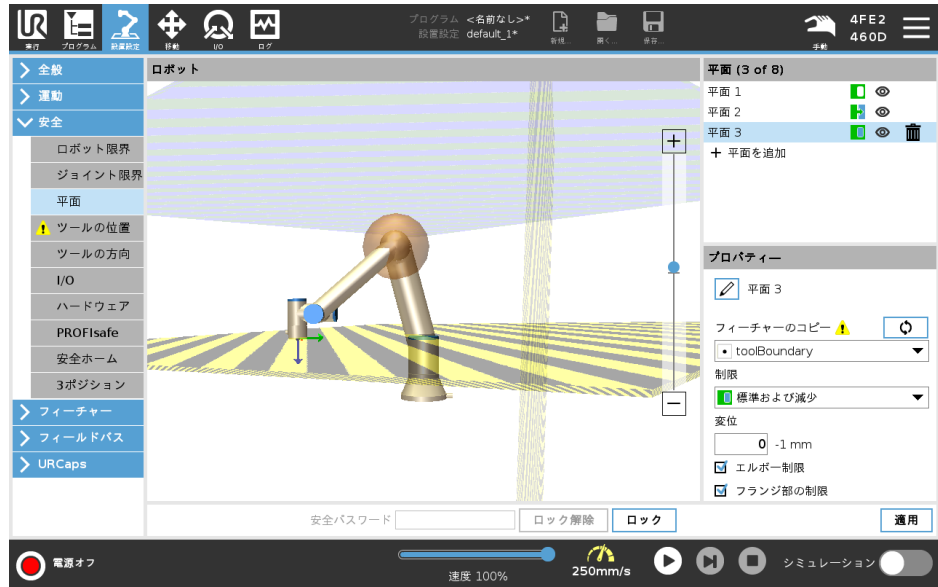 プログラム <名前なし>*
設置設定 default_1*
実行
プログラム
設置設定
移動
I/O
ログ
新規...
開く...
保存...
手動
4FE2
460D
全般
運動
安全
ロボット限界
ジョイント限界
平面
ツールの位置
ツールの方向
I/O
ハードウェア
PROFIsafe
安全ホーム
3ポジション
フィーチャー
フィールドバス
URCaps
ロボット
平面 (3 of 8)
平面 1
平面 2
平面 3
平面を追加
プロパティー
平面 3
フィーチャーのコピー
toolBoundary
制限
標準および減少
変位
0 -1 mm
エルボー制限
フランジ部の制限
安全パスワード
ロック解除
ロック
適用
電源オフ
速度 100%
250mm/s
シミュレーション